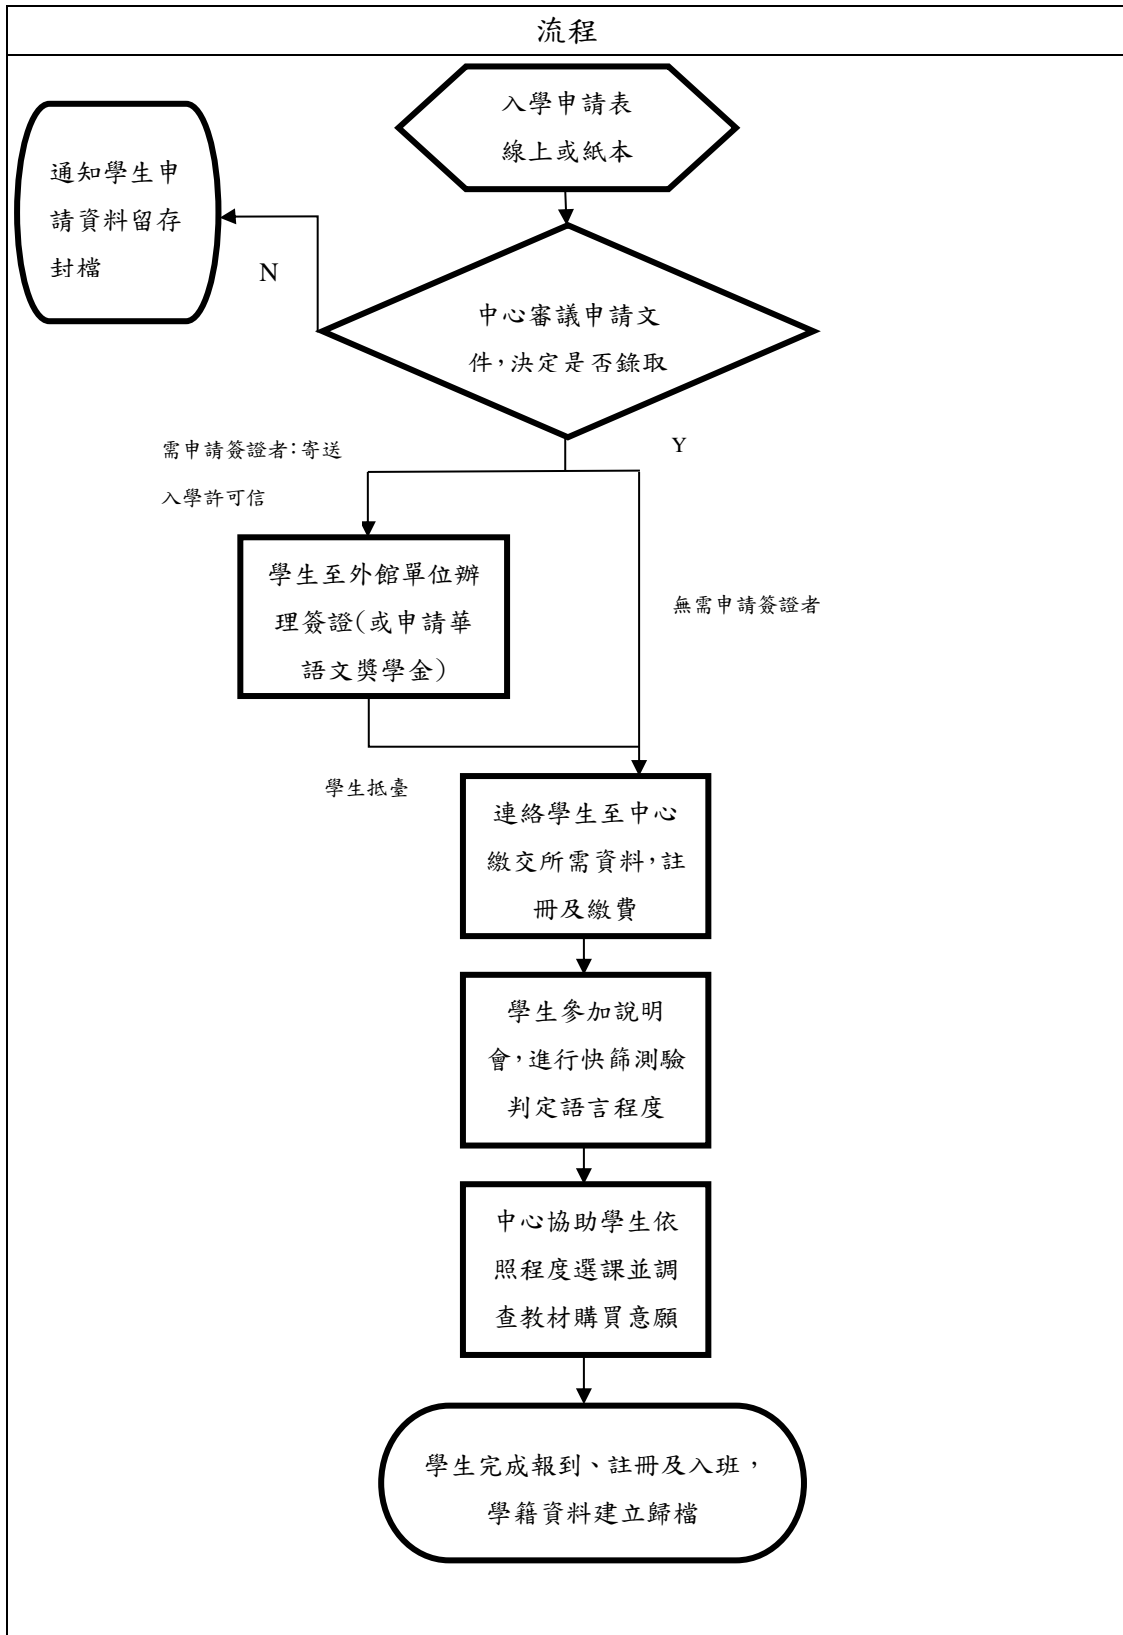 流程
入學申請表
線上或紙本
通知學生申
請資料留存
封檔
N
中心審議申請文
件，決定是否錄取
Y
需申請簽證者：寄送
入學許可信
學生至外館單位辦
理簽證（或申請華
語文獎學金）
無需申請簽證者
學生抵臺
連絡學生至中心
繳交所需資料，註
冊及繳費
學生參加說明
會，進行快篩測驗
判定語言程度
中心協助學生依
照程度選課並調
查教材購買意願
學生完成報到、註冊及入班，
學籍資料建立歸檔